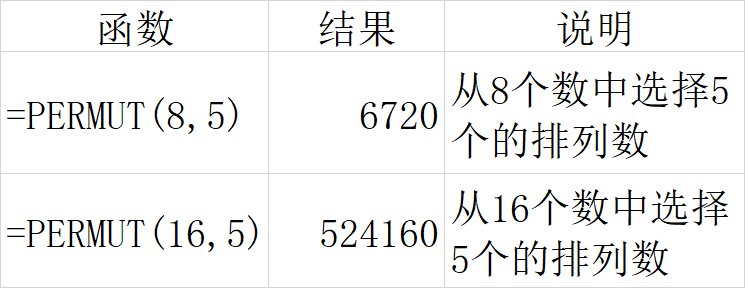 函数 结果 说明
=PERMUT(8,5) 6720 从8个数中选择5
个的排列数
=PERMUT(16,5) 524160 从16个数中选择
5个的排列数